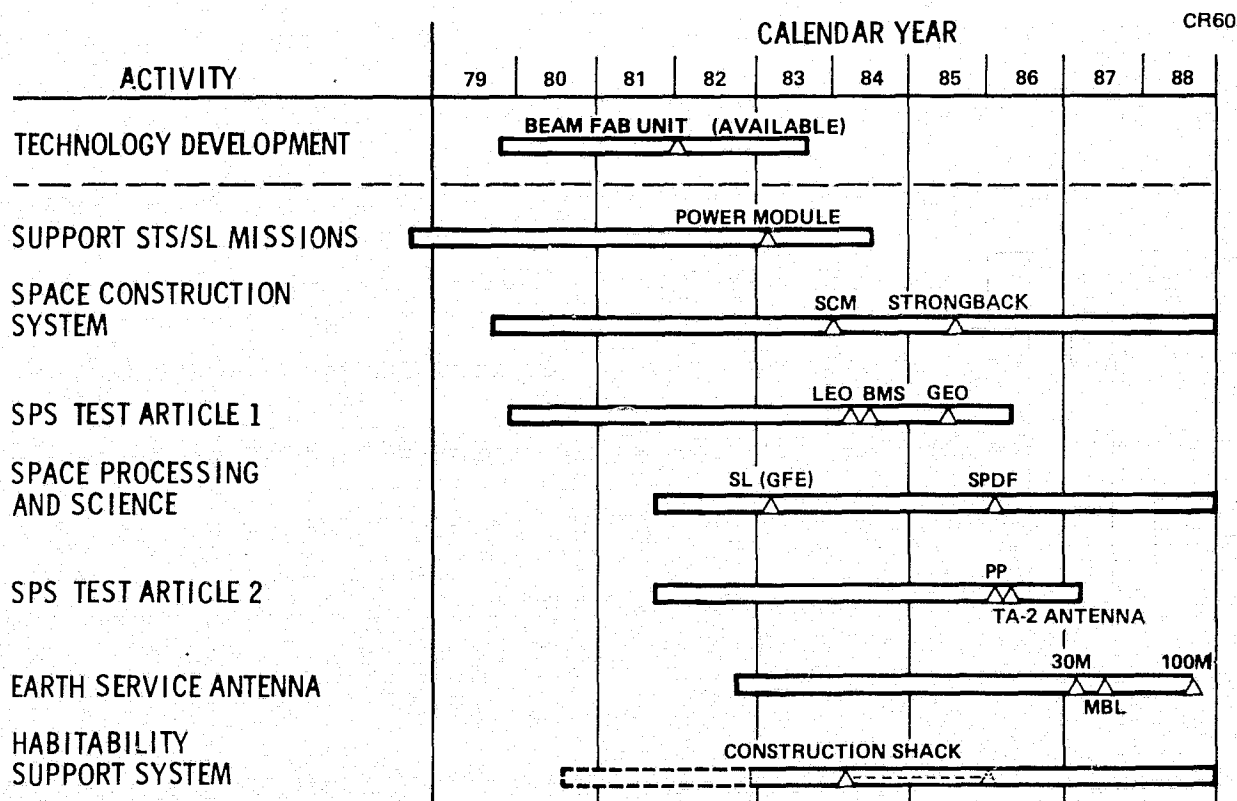 CR60
CALENDAR YEAR
ACTIVITY
79 80 81 82 83 84 85 86 87 88
TECHNOLOGY DEVELOPMENT
BEAM FAB UNIT (AVAILABLE)
SUPPORT STS/SL MISSIONS
POWER MODULE
SPACE CONSTRUCTION
SYSTEM
SCM STRONGBACK
SPS TEST ARTICLE 1
LEO BMS GEO
SPACE PROCESSING
AND SCIENCE
SL (GFE) SPDF
SPS TEST ARTICLE 2
PP
TA-2 ANTENNA
EARTH SERVICE ANTENNA
30M 100M
MBL
HABITABILITY
SUPPORT SYSTEM
CONSTRUCTION SHACK